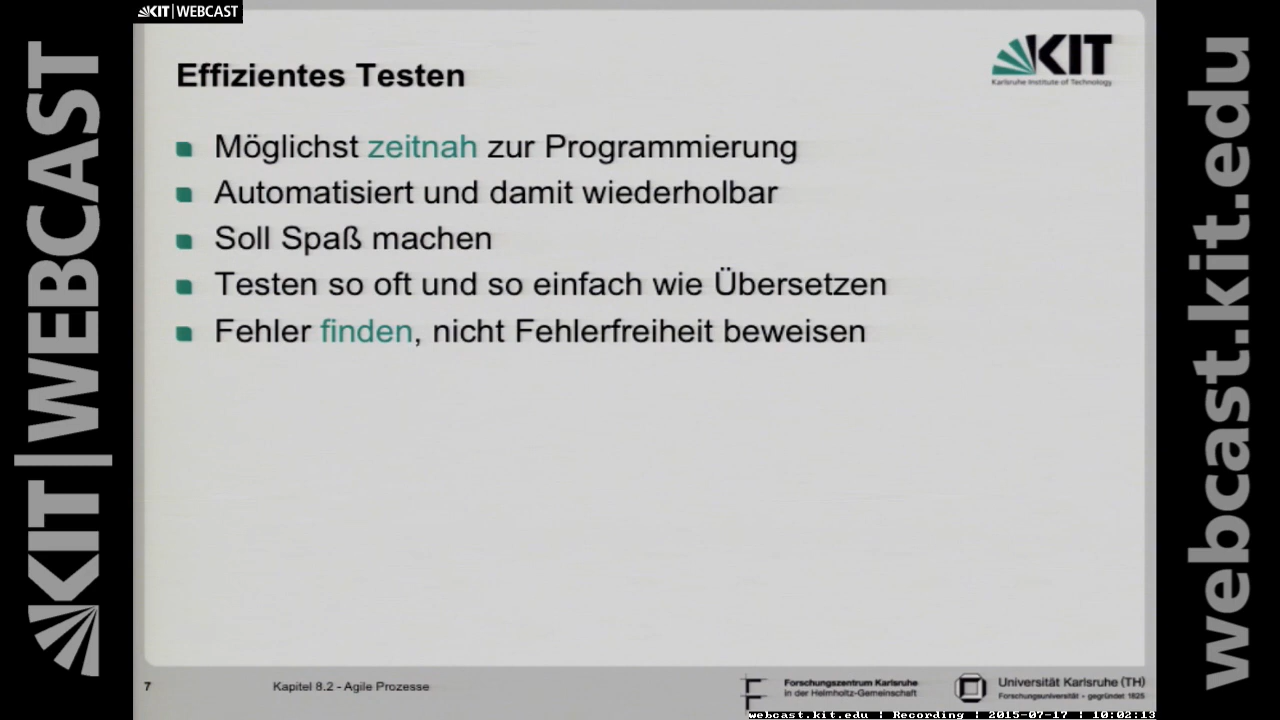 KIT|WEBCAST
KIT|WEBCAST
webcast.kit.edu
Effizientes Testen
KIT
Karlsruhe Institute of Technology
Möglichst zeitnah zur Programmierung
Automatisiert und damit wiederholbar
Soll Spaß machen
Testen so oft und so einfach wie Übersetzen
Fehler finden, nicht Fehlerfreiheit beweisen
7
Kapitel 8.2 - Agile Prozesse
Forschungszentrum Karlsruhe
in der Helmholtz-Gemeinschaft
Universität Karlsruhe (TH)
Forschungsuniversität - gegründet 1825
webcast.kit.edu | Recording | 2015-07-17 | 10:02:13